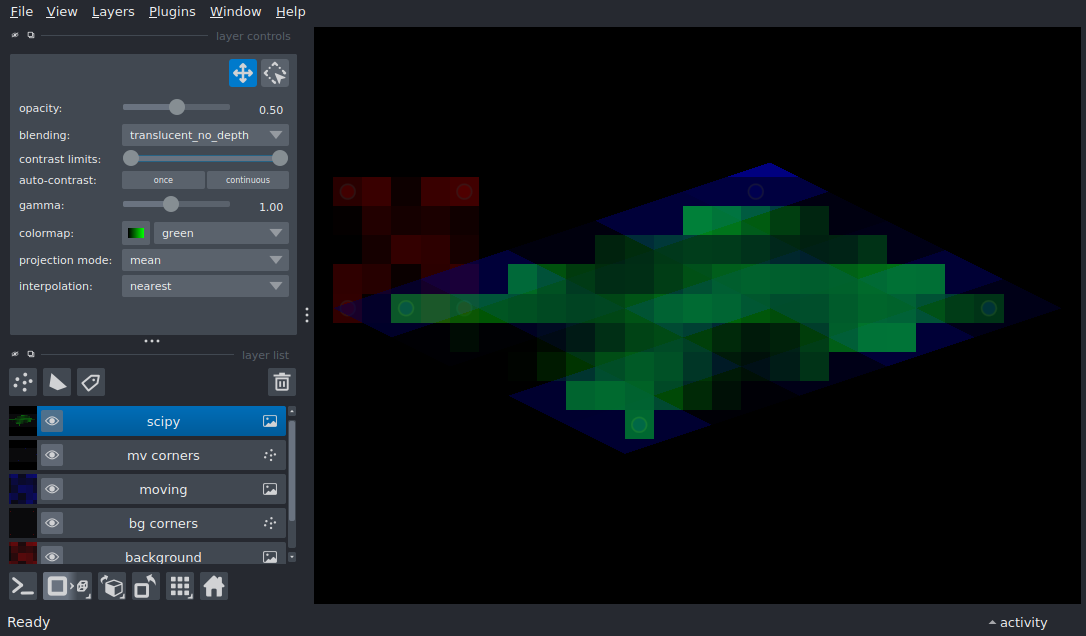 File View Layers Plugins Window Help
layer controls
opacity: 0.50
blending: translucent_no_depth
contrast limits:
auto-contrast: once continuous
gamma: 1.00
colormap: green
projection mode: mean
interpolation: nearest
layer list
scipy
mv corners
moving
bg corners
background
Ready activity